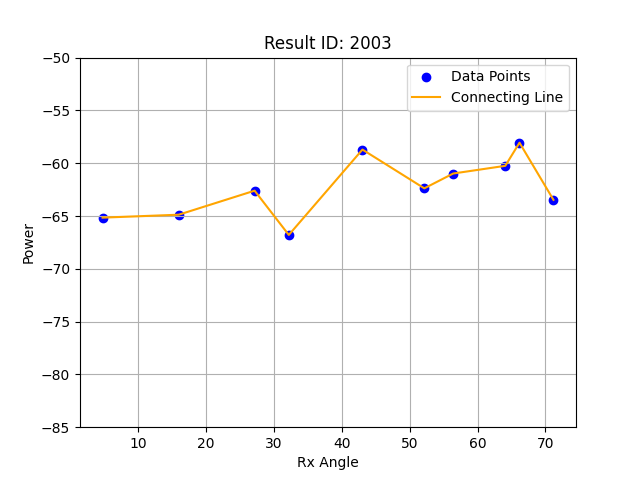 Result ID: 2003
Data Points
Connecting Line
−50
−55
−60
−65
−70
−75
−80
−85
Power
10 20 30 40 50 60 70
Rx Angle